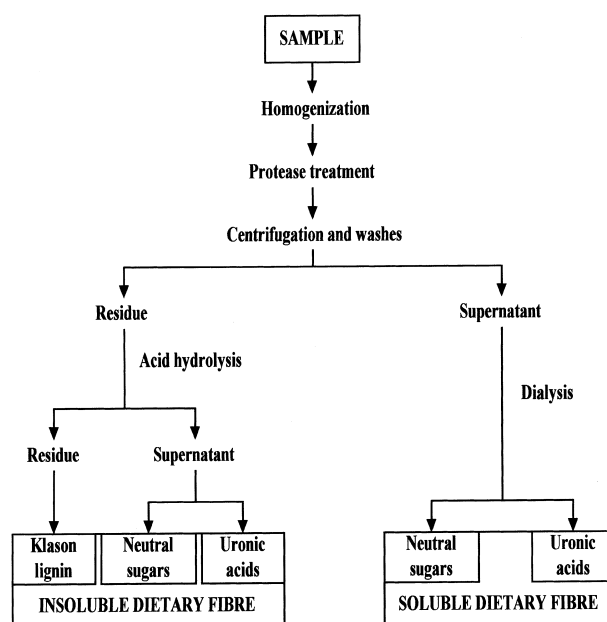 SAMPLE
Homogenization
Protease treatment
Centrifugation and washes
Residue
Supernatant
Acid hydrolysis
Dialysis
Residue
Supernatant
Klason
lignin
Neutral
sugars
Uronic
acids
INSOLUBLE DIETARY FIBRE
Neutral
sugars
Uronic
acids
SOLUBLE DIETARY FIBRE